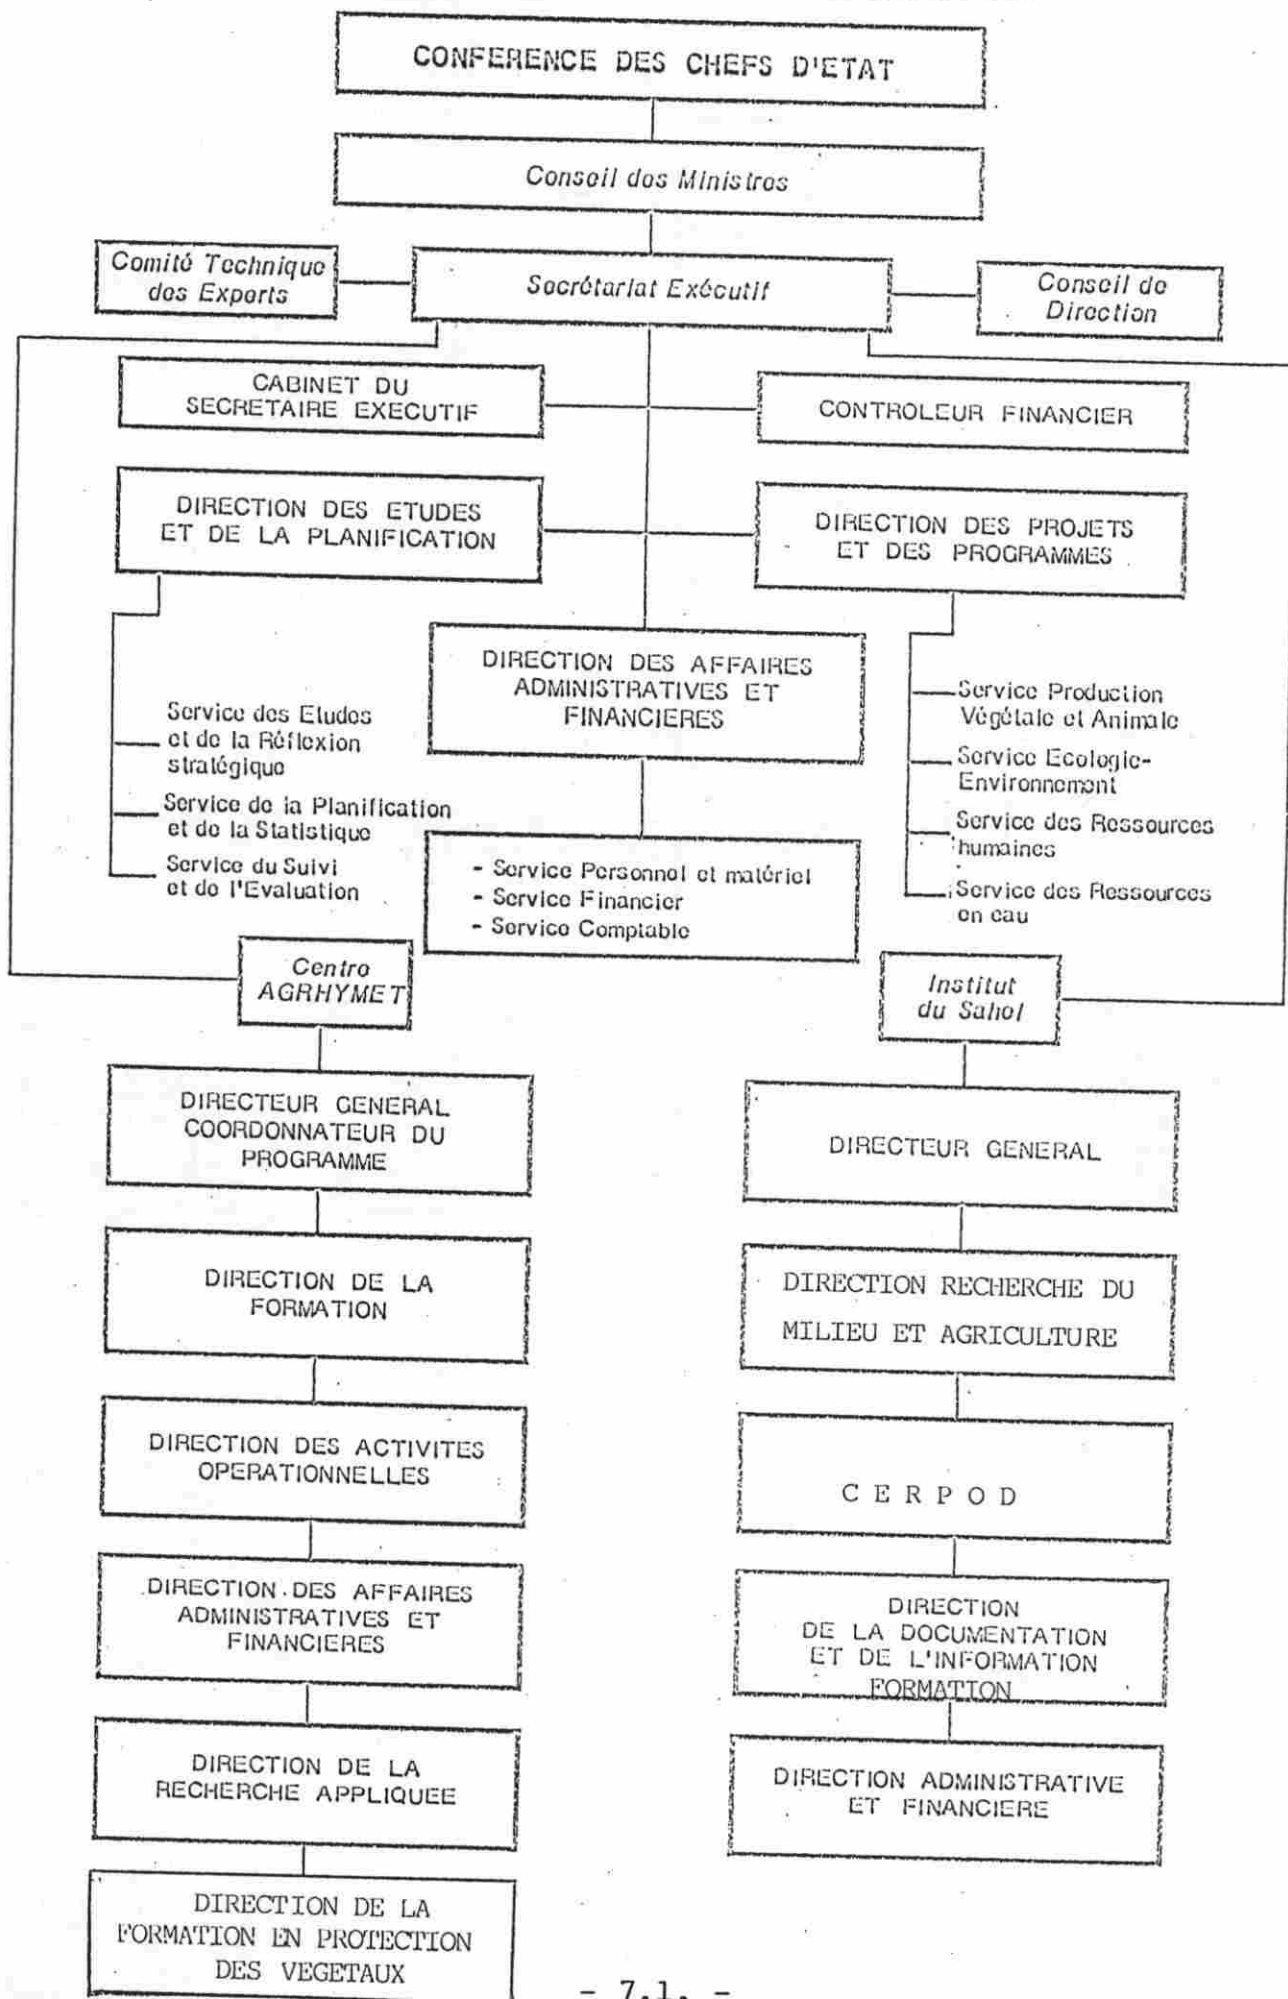 CONFERENCE DES CHEFS D'ETAT
Conseil des Ministres
Comité Technique
des Experts
Secrétariat Exécutif
Conseil de
Direction
CABINET DU
SECRETAIRE EXECUTIF
CONTROLEUR FINANCIER
DIRECTION DES ETUDES
ET DE LA PLANIFICATION
DIRECTION DES PROJETS
ET DES PROGRAMMES
DIRECTION DES AFFAIRES
ADMINISTRATIVES ET
FINANCIERES
Service des Etudes
et de la Réflexion
stratégique
Service de la Planification
et de la Statistique
Service du Suivi
et de l'Evaluation
- Service Personnel et matériel
- Service Financier
- Service Comptable
Service Production
Végétale et Animale
Service Ecologie-
Environnement
Service des Ressources
humaines
Service des Ressources
en eau
Centre
AGRHYMET
Institut
du Sahel
DIRECTEUR GENERAL
COORDONNATEUR DU
PROGRAMME
DIRECTION DE LA
FORMATION
DIRECTION DES ACTIVITES
OPERATIONNELLES
DIRECTION DES AFFAIRES
ADMINISTRATIVES ET
FINANCIERES
DIRECTION DE LA
RECHERCHE APPLIQUEE
DIRECTION DE LA
FORMATION EN PROTECTION
DES VEGETAUX
DIRECTEUR GENERAL
DIRECTION RECHERCHE DU
MILIEU ET AGRICULTURE
C E R P O D
DIRECTION
DE LA DOCUMENTATION
ET DE L'INFORMATION
FORMATION
DIRECTION ADMINISTRATIVE
ET FINANCIERE
- 7.1. -